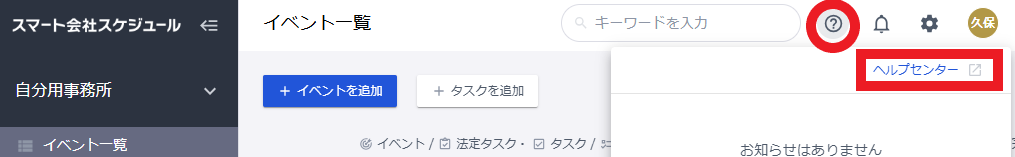 スマート会社スケジュール
イベント一覧
キーワードを入力
久保
ヘルプセンター
自分用事務所
+ イベントを追加
+ タスクを追加
イベント一覧
イベント / 法定タスク・ タスク /
お知らせはありません